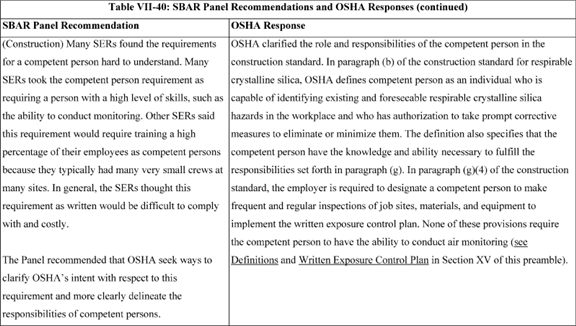 Table VII-40: SBAR Panel Recommendations and OSHA Responses (continued)
SBAR Panel Recommendation
(Construction) Many SERs found the requirements
for a competent person hard to understand. Many
SERs took the competent person requirement as
requiring a person with a high level of skills, such as
the ability to conduct monitoring. Other SERs said
this requirement would require training a high
percentage of their employees as competent persons
because they typically had many very small crews at
many sites. In general, the SERs thought this
requirement as written would be difficult to comply
with and costly.
The Panel recommended that OSHA seek ways to
clarify OSHA's intent with respect to this
requirement and more clearly delineate the
responsibilities of competent persons.
OSHA Response
OSHA clarified the role and responsibilities of the competent person in the
construction standard. In paragraph (b) of the construction standard for respirable
crystalline silica, OSHA defines competent person as an individual who is
capable of identifying existing and foreseeable respirable crystalline silica
hazards in the workplace and who has authorization to take prompt corrective
measures to eliminate or minimize them. The definition also specifies that the
competent person have the knowledge and ability necessary to fulfill the
responsibilities set forth in paragraph (g). In paragraph (g)(4) of the construction
standard, the employer is required to designate a competent person to make
frequent and regular inspections of job sites, materials, and equipment to
implement the written exposure control plan. None of these provisions require
the competent person to have the ability to conduct air monitoring (see
Definitions and Written Exposure Control Plan in Section XV of this preamble).